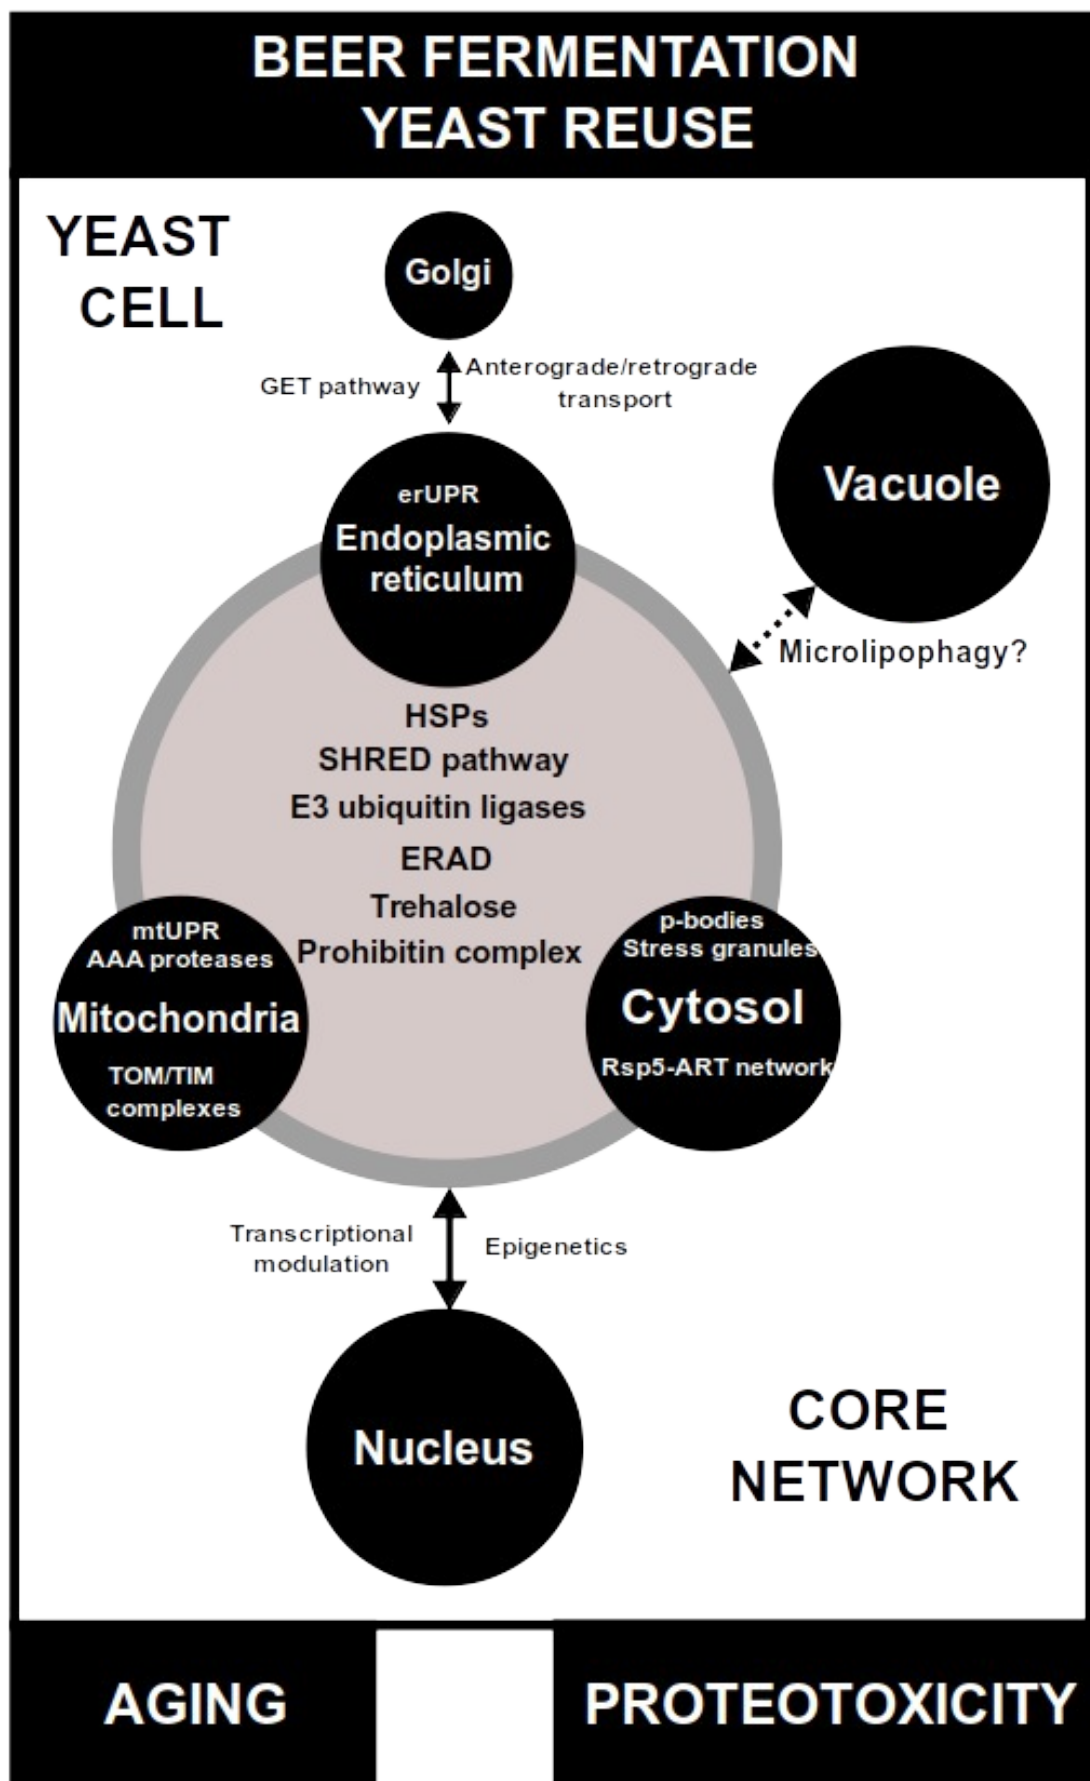 BEER FERMENTATION
YEAST REUSE
YEAST
CELL
Golgi
GET pathway
Anterograde/retrograde
transport
Vacuole
erUPR
Endoplasmic
reticulum
Microlipophagy?
HSPs
SHRED pathway
E3 ubiquitin ligases
ERAD
Trehalose
Prohibitin complex
mtUPR
AAA proteases
Mitochondria
TOM/TIM
complexes
p-bodies
Stress granules
Cytosol
Rsp5-ART network
Transcriptional
modulation
Epigenetics
Nucleus
CORE
NETWORK
AGING
PROTEOTOXICITY